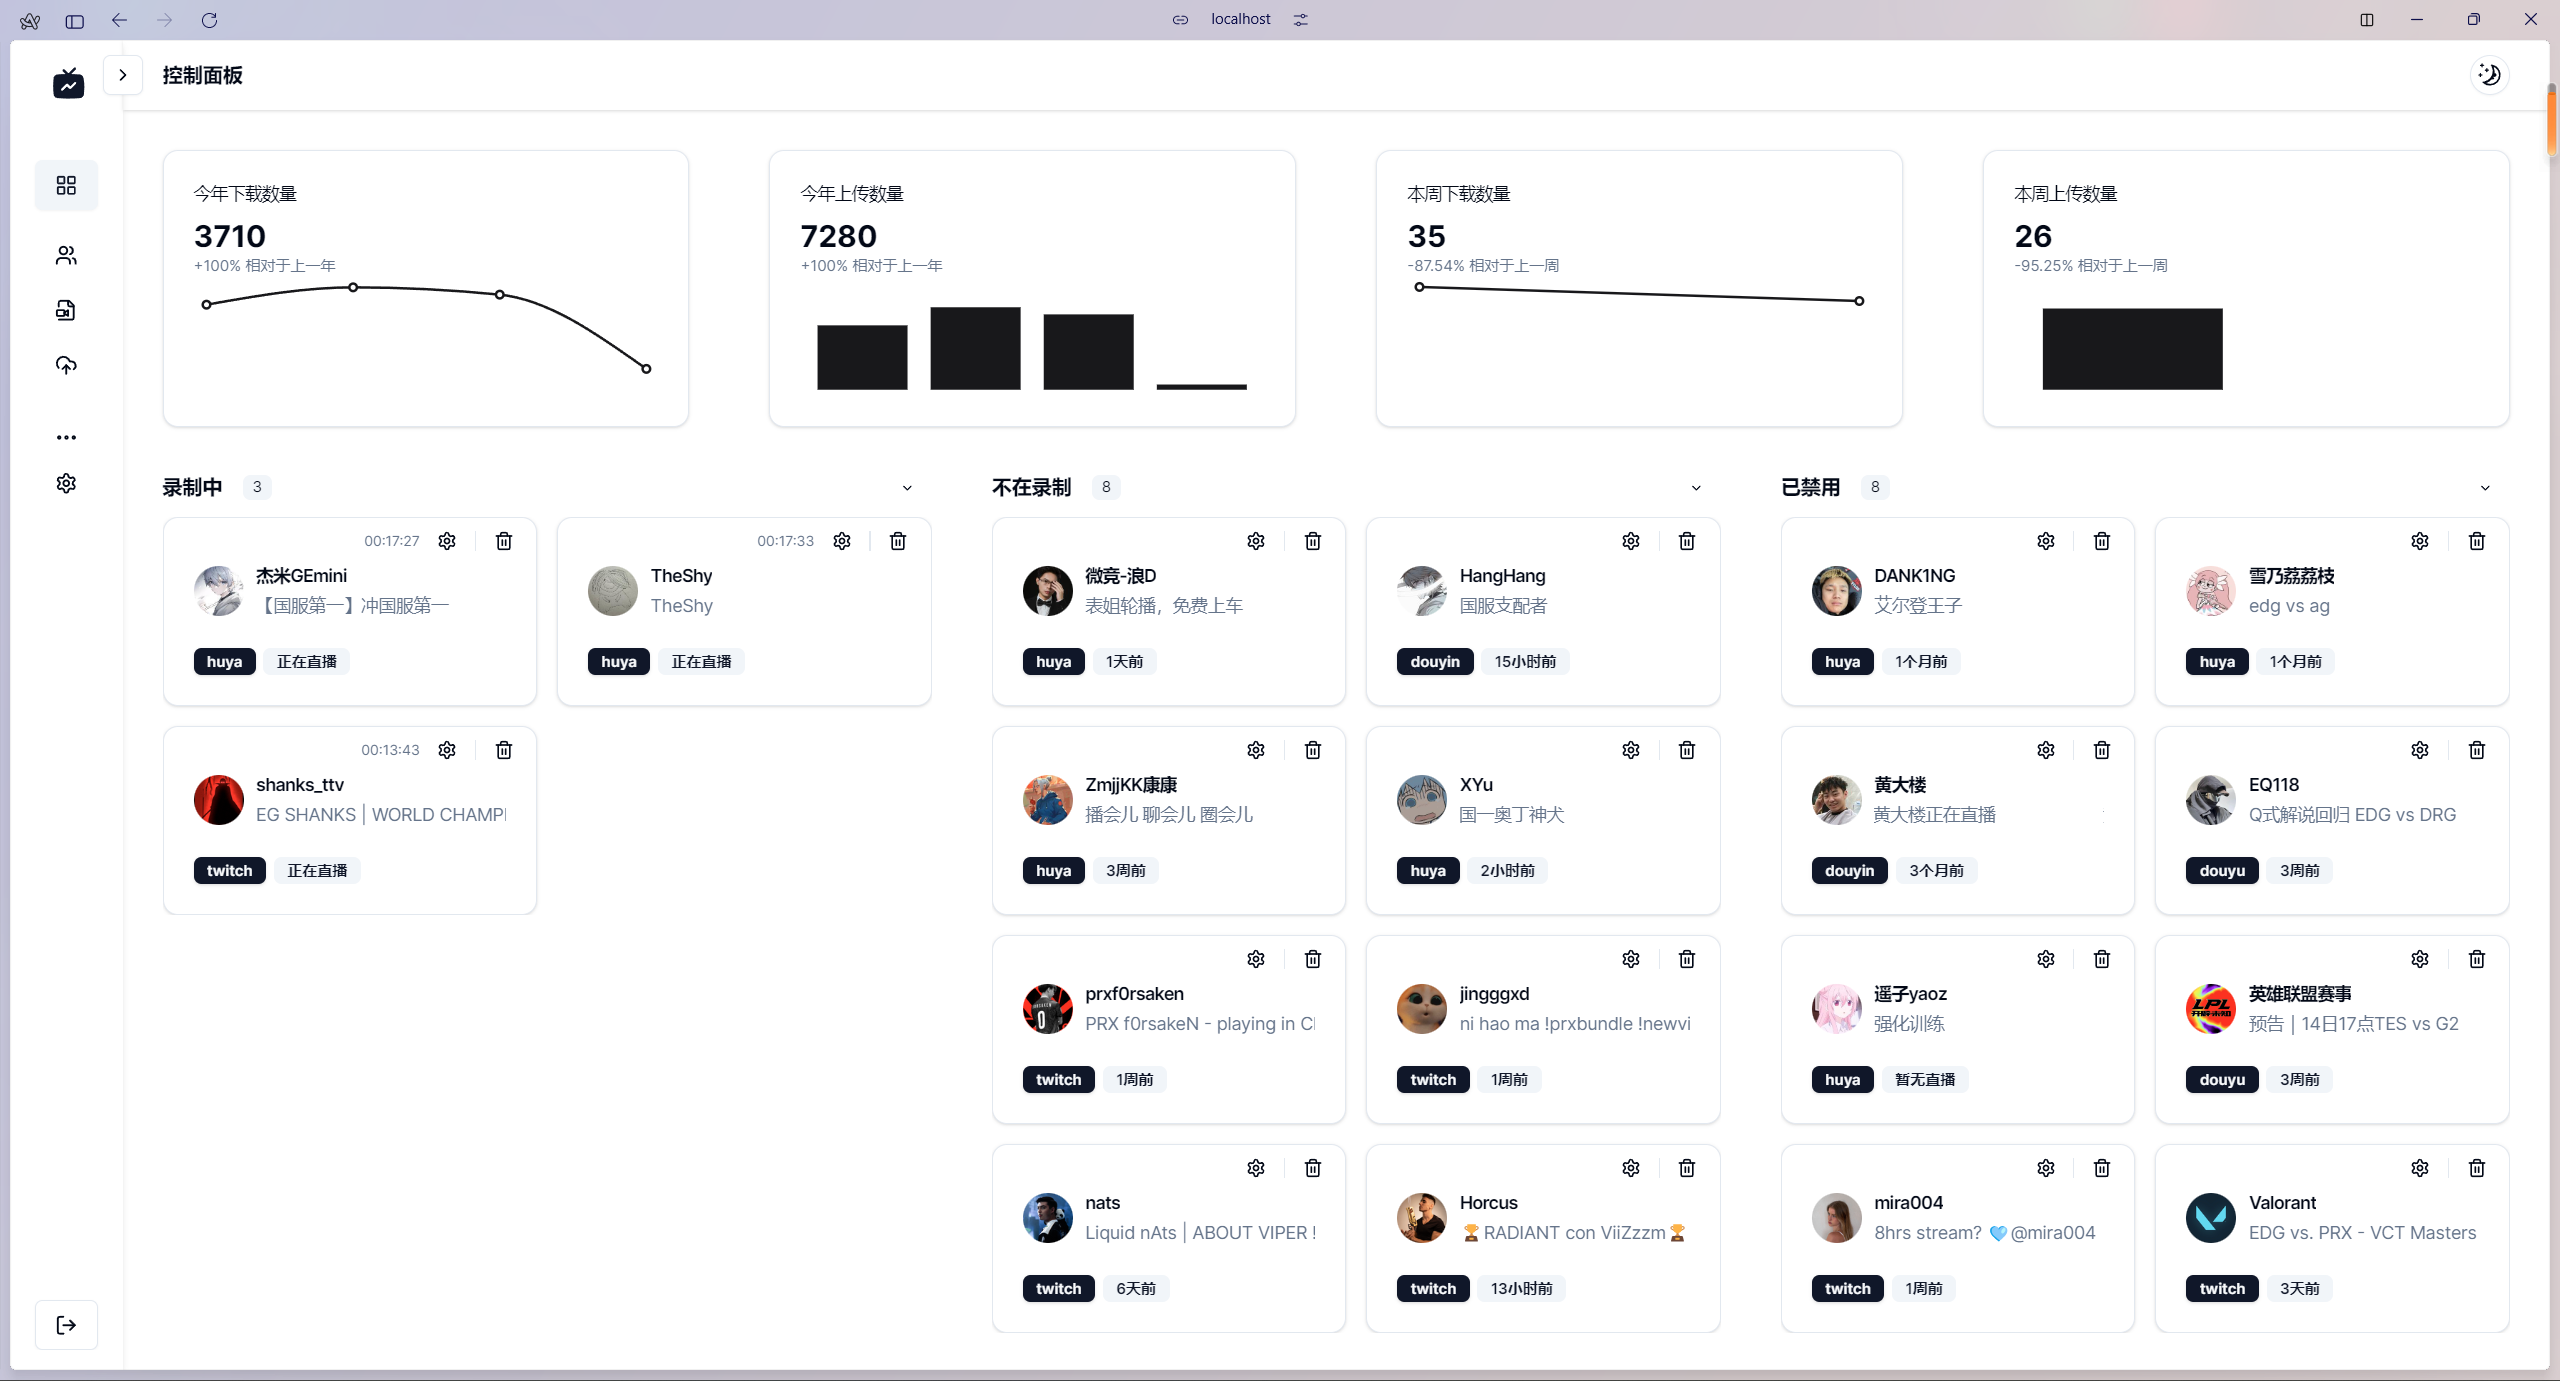 localhost
控制面板
今年下载数量
3710
+100% 相对于上一年
今年上传数量
7280
+100% 相对于上一年
本周下载数量
35
-87.54% 相对于上一周
本周上传数量
26
-95.25% 相对于上一周
录制中 3
00:17:27
杰米GEmini
【国服第一】冲国服第一
huya 正在直播
00:17:33
TheShy
TheShy
huya 正在直播
00:13:43
shanks_ttv
EG SHANKS | WORLD CHAMPI
twitch 正在直播
不在录制 8
微竞-浪D
表姐轮播，免费上车
huya 1天前
HangHang
国服支配者
douyin 15小时前
ZmjjKK康康
播会儿 聊会儿 圈会儿
huya 3周前
XYu
国一奥丁神犬
huya 2小时前
prxf0rsaken
PRX f0rsakeN - playing in Cl
twitch 1周前
jingggxd
ni hao ma !prxbundle !newvi
twitch 1周前
nats
Liquid nAts | ABOUT VIPER !
twitch 6天前
Horcus
🏆RADIANT con ViiZzzm🏆
twitch 13小时前
已禁用 8
DANK1NG
艾尔登王子
huya 1个月前
雪乃荔荔枝
edg vs ag
huya 1个月前
黄大楼
黄大楼正在直播
douyin 3个月前
EQ118
Q式解说回归 EDG vs DRG
douyu 3周前
遥子yaoz
强化训练
huya 暂无直播
LPL
英雄联盟赛事
预告 | 14日17点TES vs G2
douyu 3周前
mira004
8hrs stream? 🩵@mira004
twitch 1周前
Valorant
EDG vs. PRX - VCT Masters
twitch 3天前